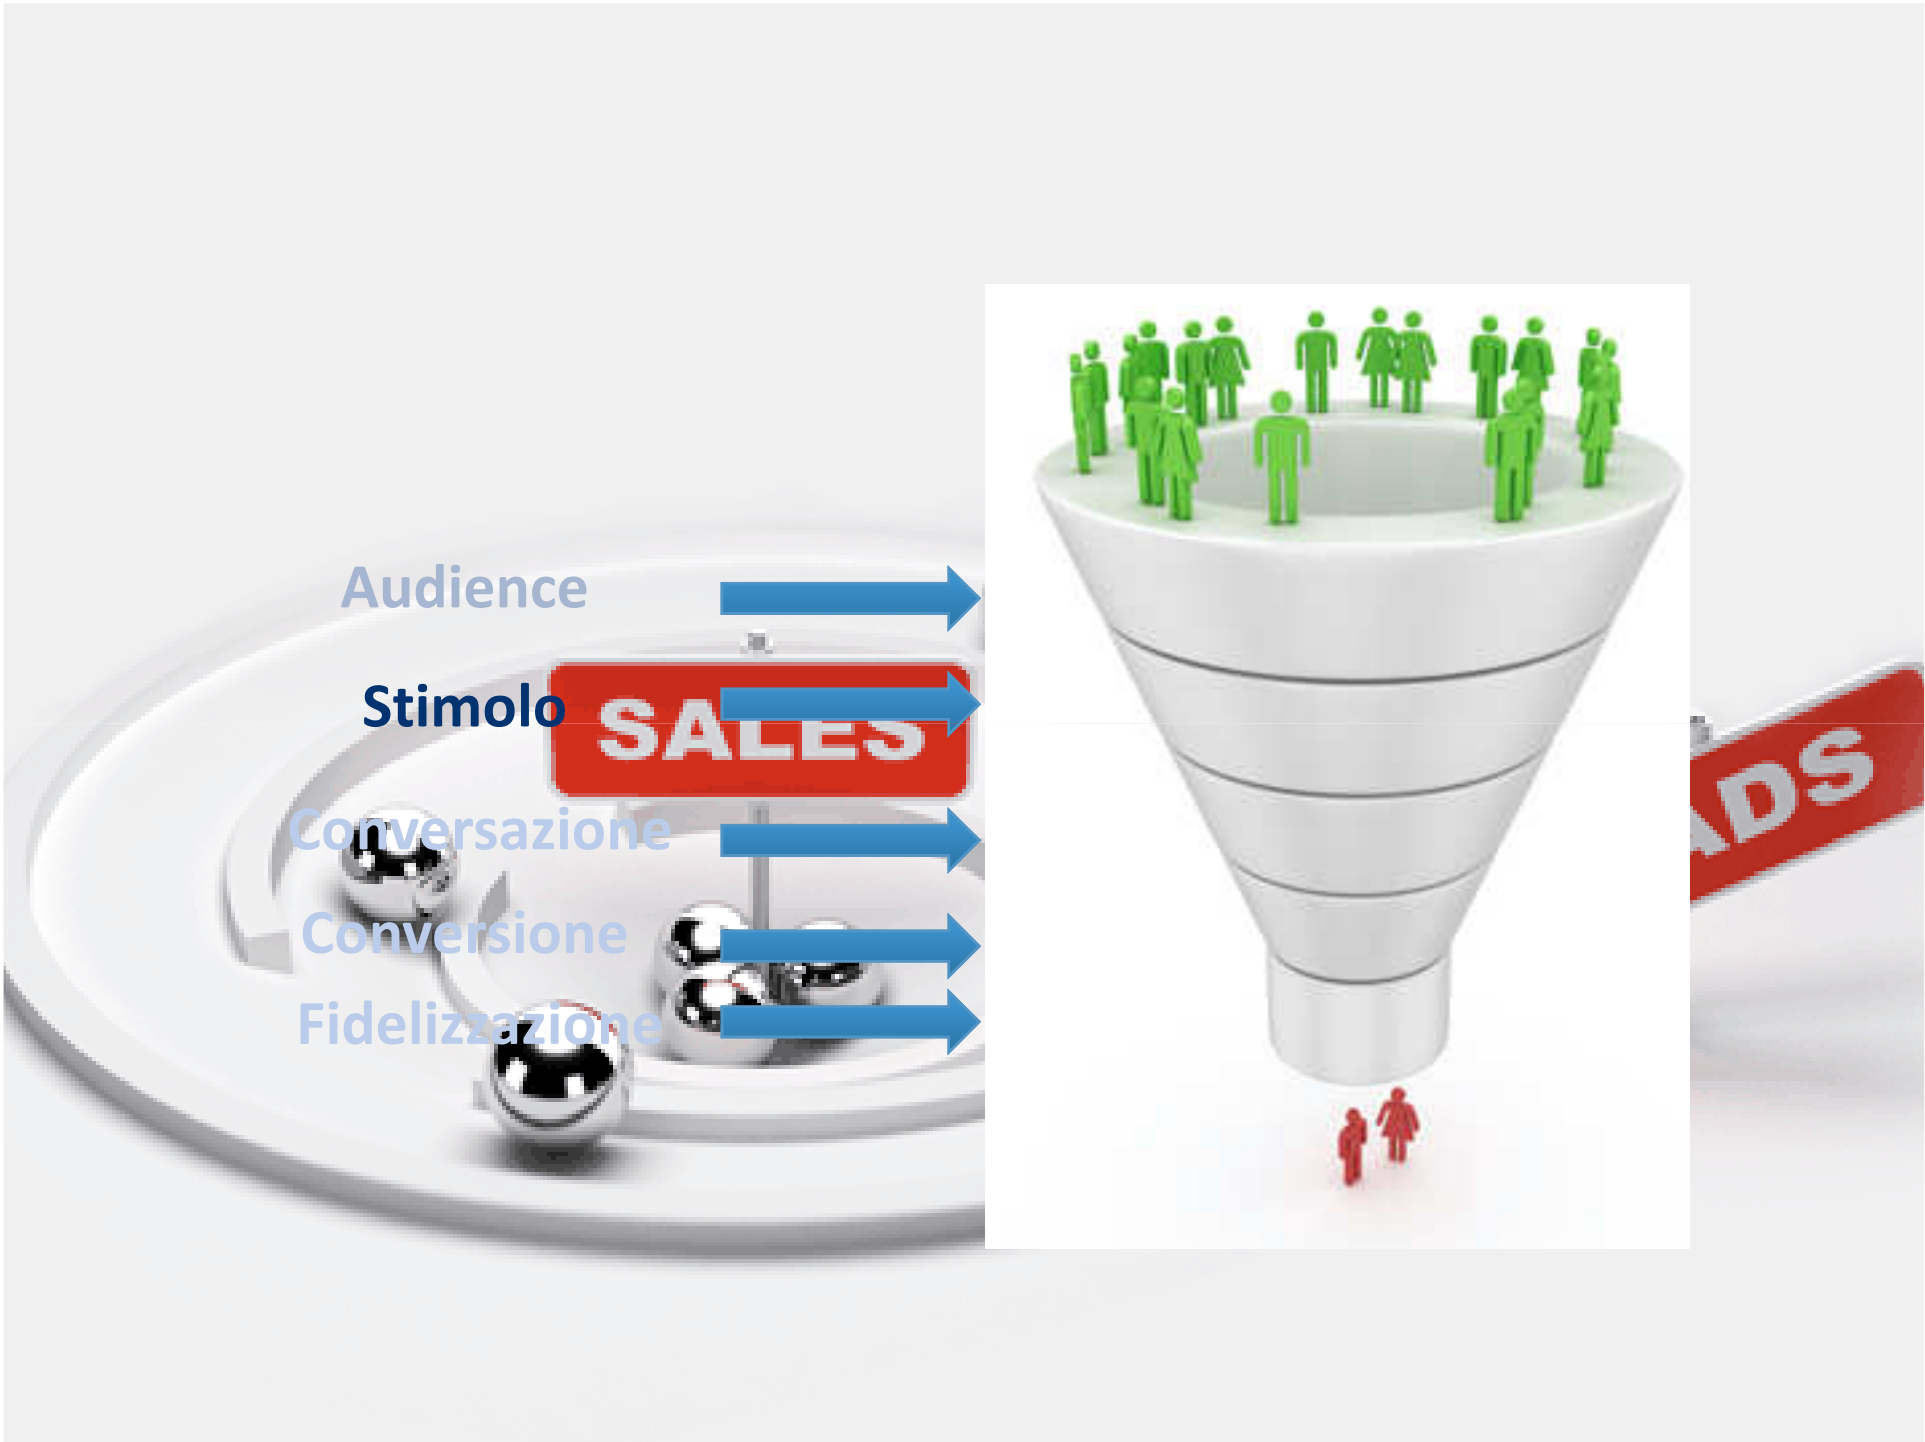 Audience
Stimolo
SALES
ADS
Conversazione
Conversione
Fidelizzazione